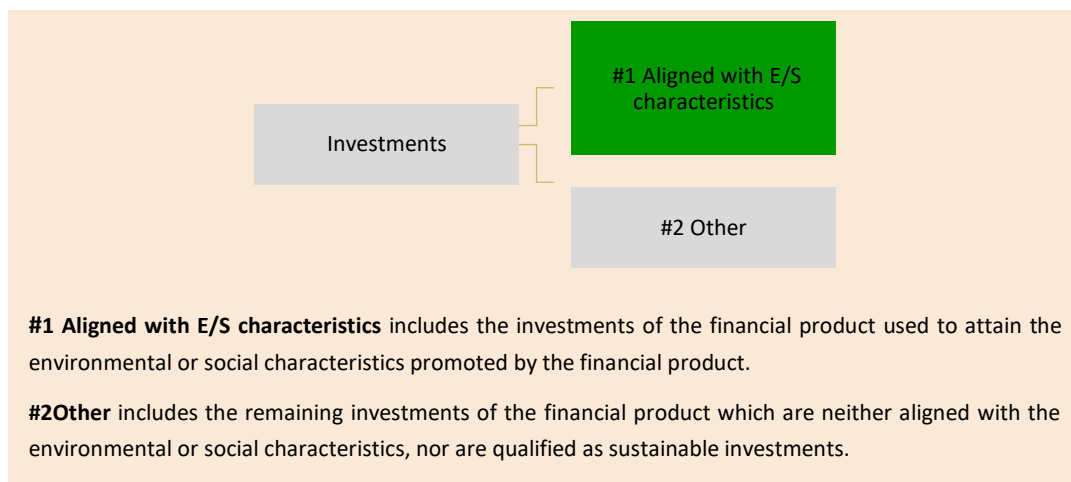 #1 Aligned with E/S
characteristics
Investments
#2 Other
#1 Aligned with E/S characteristics includes the investments of the financial product used to attain the
environmental or social characteristics promoted by the financial product.
#2Other includes the remaining investments of the financial product which are neither aligned with the
environmental or social characteristics, nor are qualified as sustainable investments.